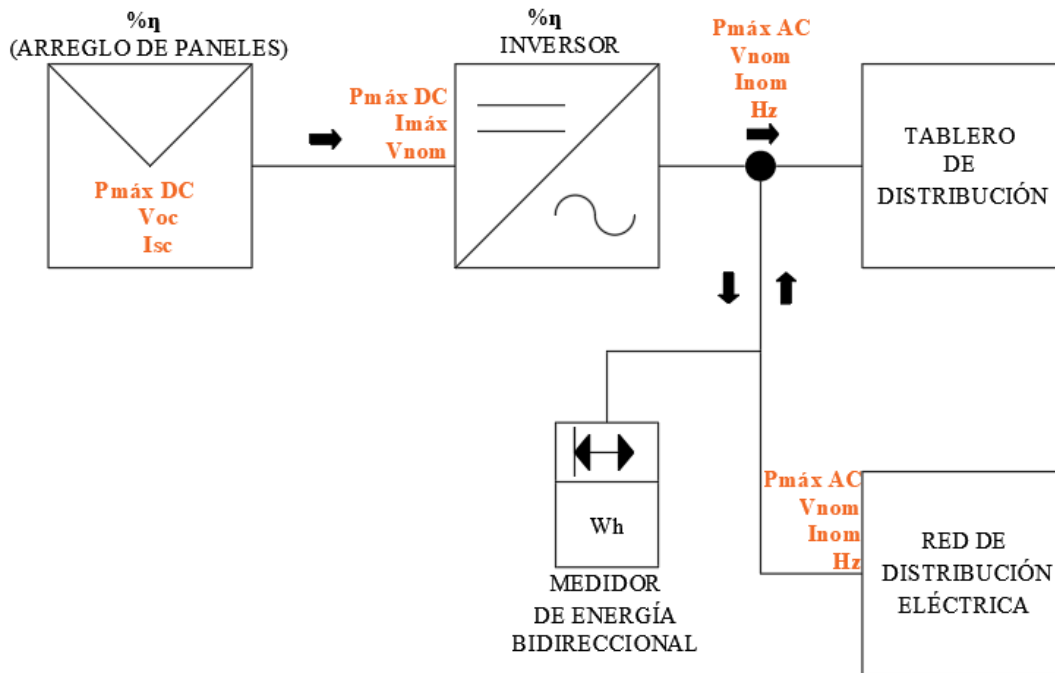 %η
(ARREGLO DE PANELES)
Pmáx DC
Voc
Isc
Pmáx DC
Imáx
Vnom
%η
INVERSOR
Pmáx AC
Vnom
Inom
Hz
TABLERO
DE
DISTRIBUCIÓN
Wh
MEDIDOR
DE ENERGÍA
BIDIRECCIONAL
Pmáx AC
Vnom
Inom
Hz
RED DE
DISTRIBUCIÓN
ELÉCTRICA